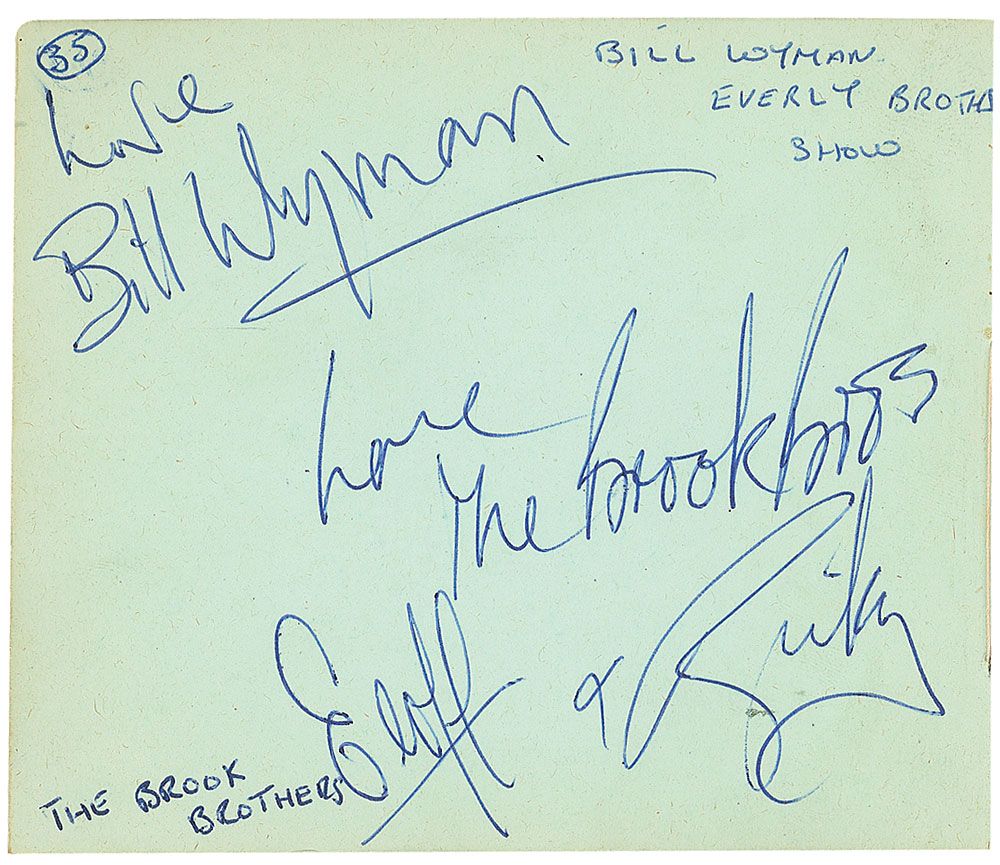 35
BILL WYMAN
EVERLY BROTHS
SHOW
Love
Bill Wyman
Love
The Brook bros
Geoff
& Ricky
THE BROOK
BROTHERS